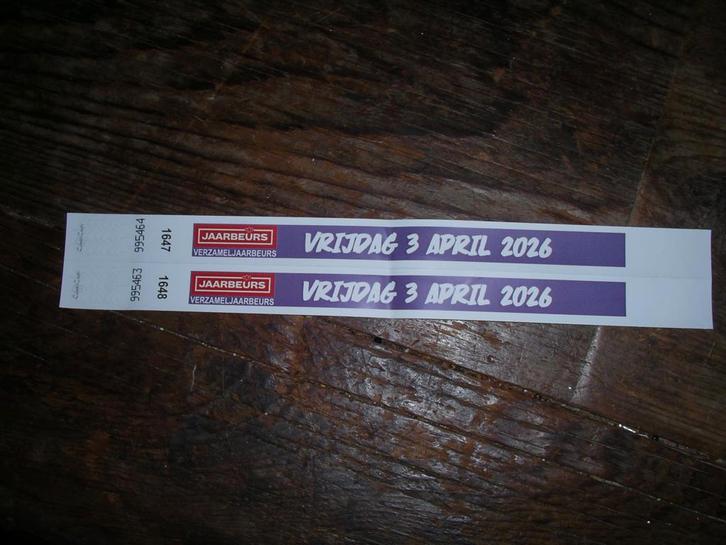 995464
1647
JAARBEURS
VERZAMELJAARBEURS
VRIJDAG 3 APRIL 2026
995463
1648
JAARBEURS
VERZAMELJAARBEURS
VRIJDAG 3 APRIL 2026